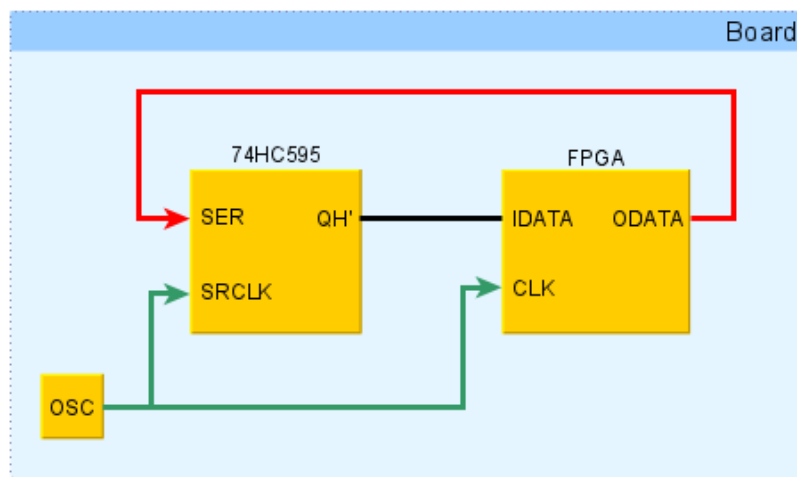 Board
74HC595
FPGA
SER
QH'
IDATA
ODATA
SRCLK
CLK
OSC